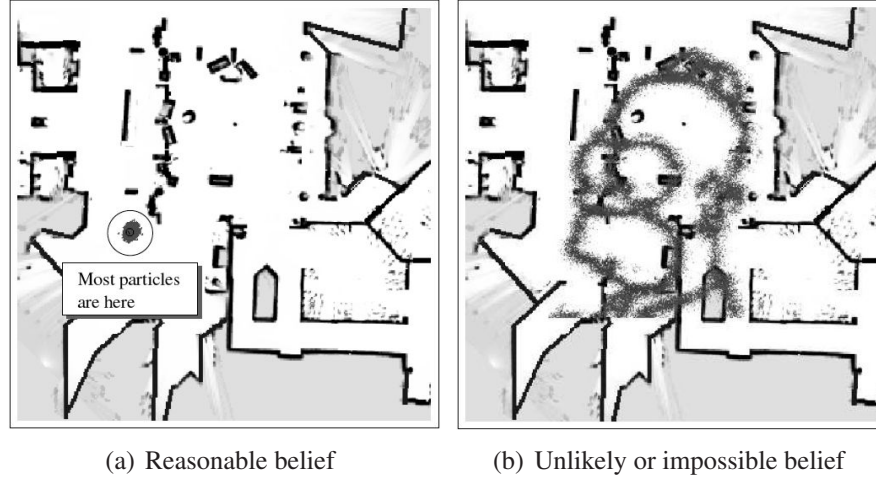 Most particles
are here
(a) Reasonable belief
(b) Unlikely or impossible belief